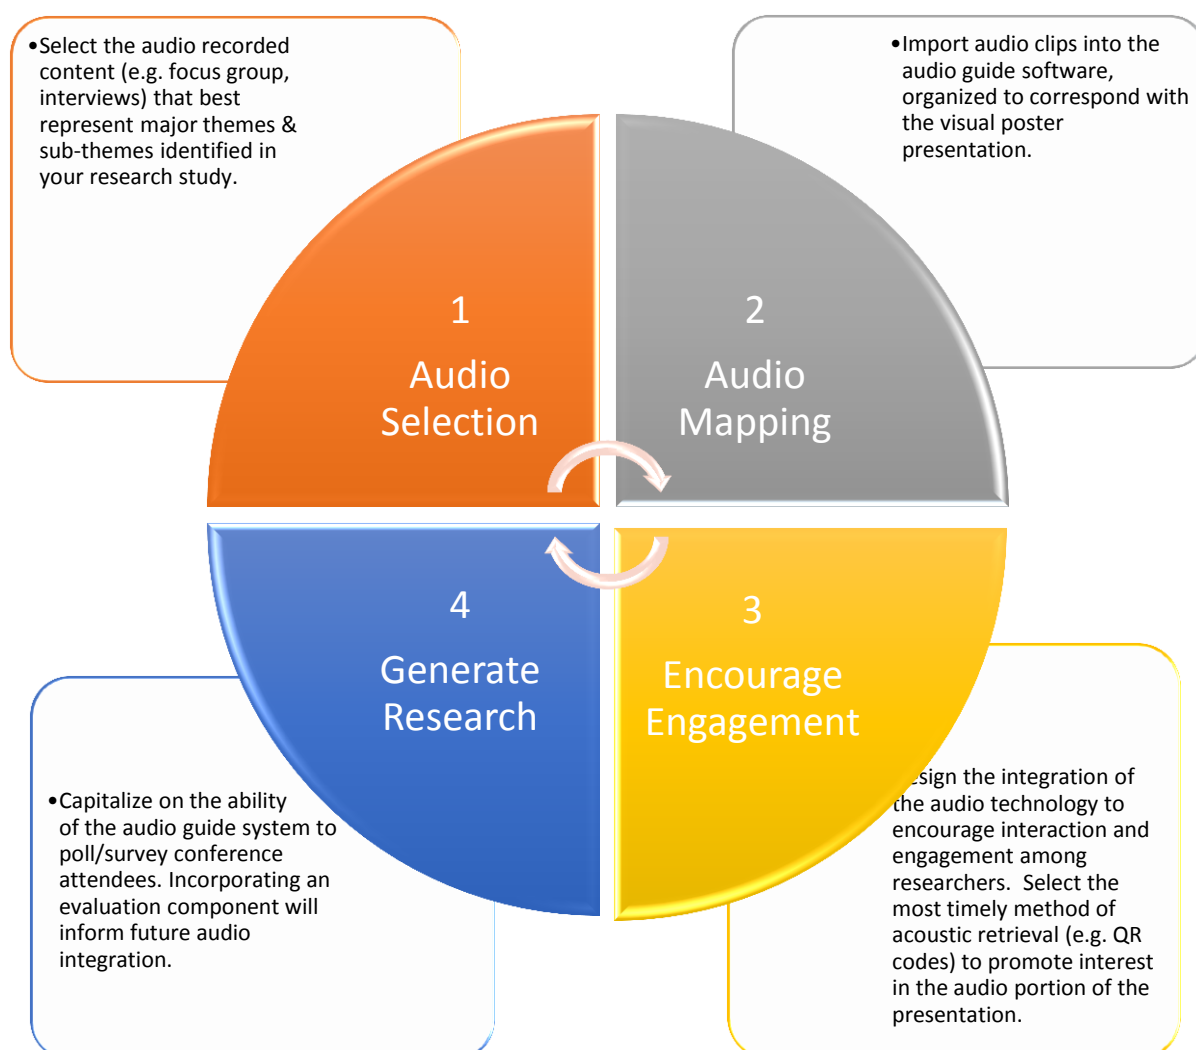 •Select the audio recorded
content (e.g. focus group,
interviews) that best
represent major themes &
sub-themes identified in
your research study.
•Import audio clips into the
audio guide software,
organized to correspond with
the visual poster
presentation.
1
Audio
Selection
2
Audio
Mapping
4
Generate
Research
3
Encourage
Engagement
•Capitalize on the ability
of the audio guide system to
poll/survey conference
attendees. Incorporating an
evaluation component will
inform future audio
integration.
esign the integration of
the audio technology to
encourage interaction and
engagement among
researchers.  Select the
most timely method of
acoustic retrieval (e.g. QR
codes) to promote interest
in the audio portion of the
presentation.